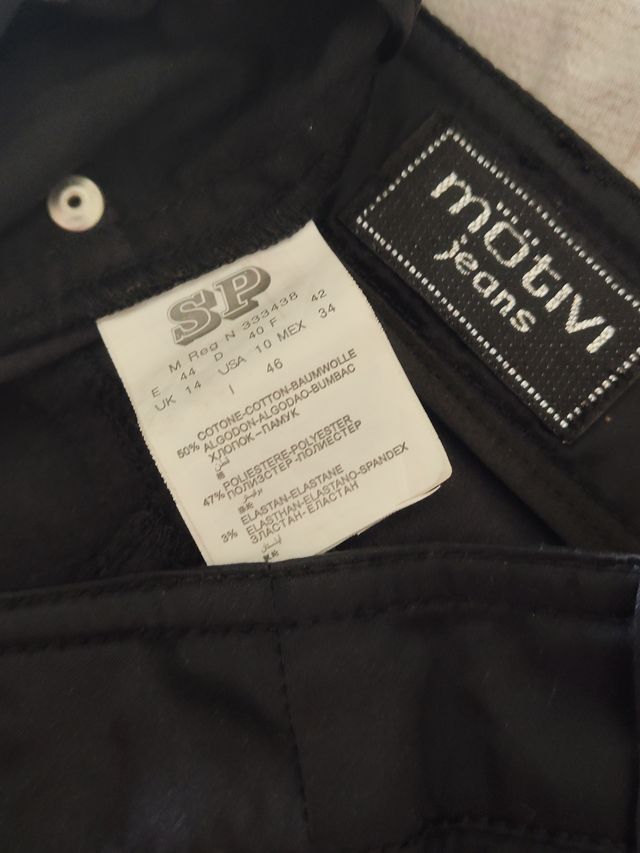 mötivi
jeans
SP
M Reg N 333438
E 44 D 40 F 42
UK 14 USA 10 MEX 34
I 46
50% COTONE-COTTON-BAUMWOLLE
ALGODON-ALGODAO-BUMBAC
ХЛОПОК-ПАМУК
47% POLIESTERE-POLYESTER
ПОЛИЭСТЕР-ПОЛИЕСТЕР
3% ELASTAN-ELASTANE
ELASTHAN-ELASTANO-SPANDEX
ЭЛАСТАН-ЕЛАСТАН